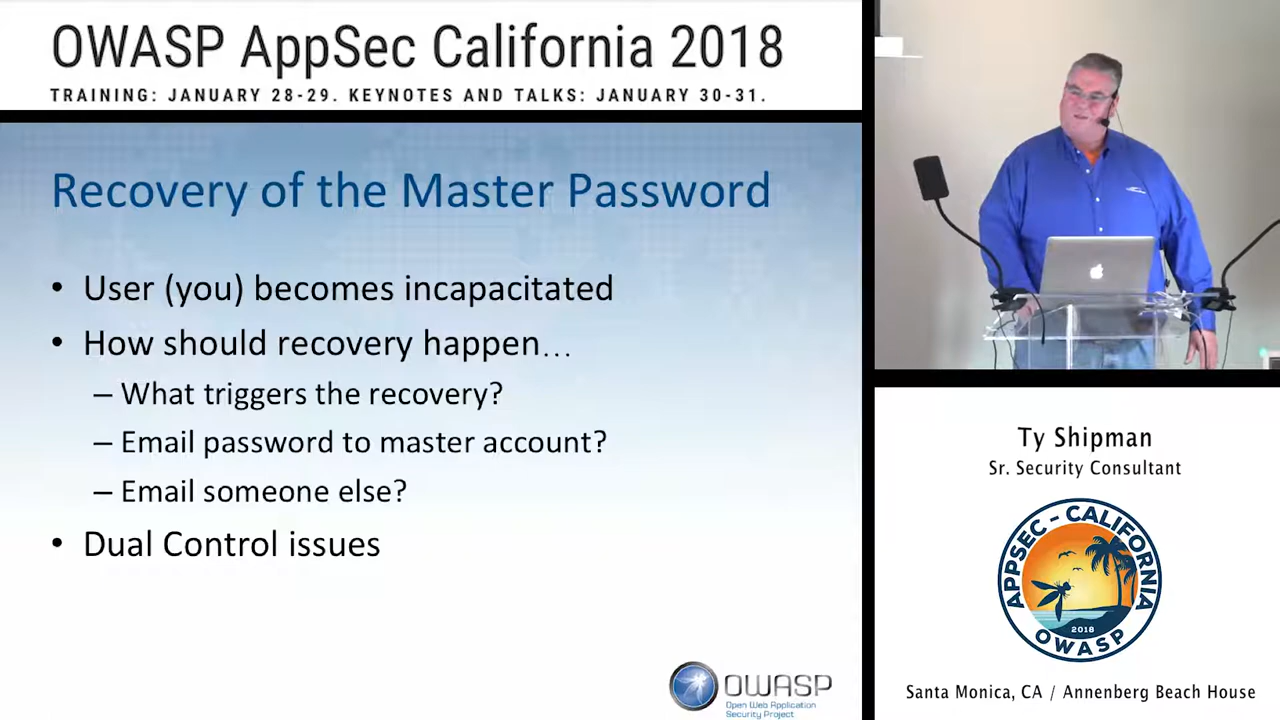 OWASP AppSec California 2018
TRAINING: JANUARY 28-29. KEYNOTES AND TALKS: JANUARY 30-31.
Recovery of the Master Password
• User (you) becomes incapacitated
• How should recovery happen…
– What triggers the recovery?
– Email password to master account?
– Email someone else?
• Dual Control issues
OWASP
Open Web Application
Security Project
Ty Shipman
Sr. Security Consultant
APPSEC - CALIFORNIA
2018
OWASP
Santa Monica, CA / Annenberg Beach House